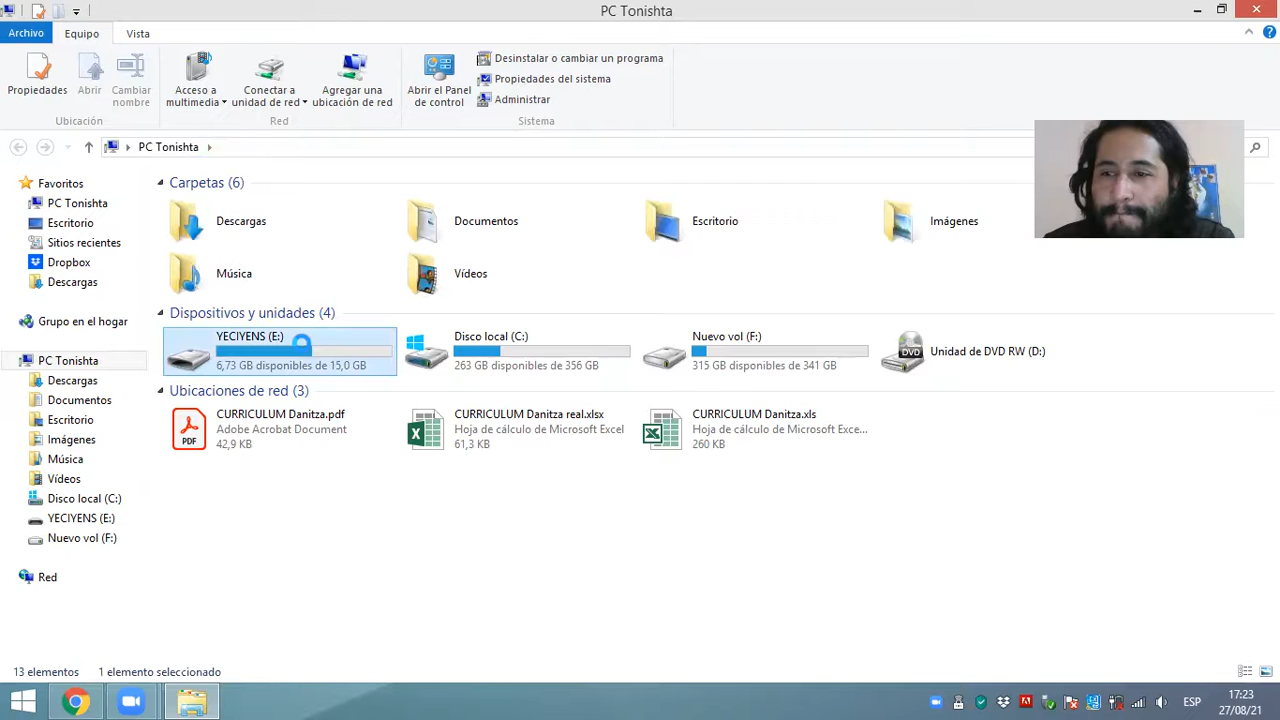 PC Tonishta
Archivo Equipo Vista
Propiedades Abrir Cambiar nombre
Ubicación
Acceso a multimedia Conectar a unidad de red Agregar una ubicación de red
Red
Abrir el Panel de control
Desinstalar o cambiar un programa
Propiedades del sistema
Administrar
Sistema
PC Tonishta
Favoritos
PC Tonishta
Escritorio
Sitios recientes
Dropbox
Descargas
Grupo en el hogar
PC Tonishta
Descargas
Documentos
Escritorio
Imágenes
Música
Vídeos
Disco local (C:)
YECIYENS (E:)
Nuevo vol (F:)
Red
Carpetas (6)
Descargas Documentos Escritorio Imágenes
Música Vídeos
Dispositivos y unidades (4)
YECIYENS (E:)
6,73 GB disponibles de 15,0 GB
Disco local (C:)
263 GB disponibles de 356 GB
Nuevo vol (F:)
315 GB disponibles de 341 GB
DVD
Unidad de DVD RW (D:)
Ubicaciones de red (3)
PDF
CURRICULUM Danitza.pdf
Adobe Acrobat Document
42,9 KB
CURRICULUM Danitza real.xlsx
Hoja de cálculo de Microsoft Excel
61,3 KB
CURRICULUM Danitza.xls
Hoja de cálculo de Microsoft Exce...
260 KB
13 elementos 1 elemento seleccionado
ESP
17:23
27/08/21